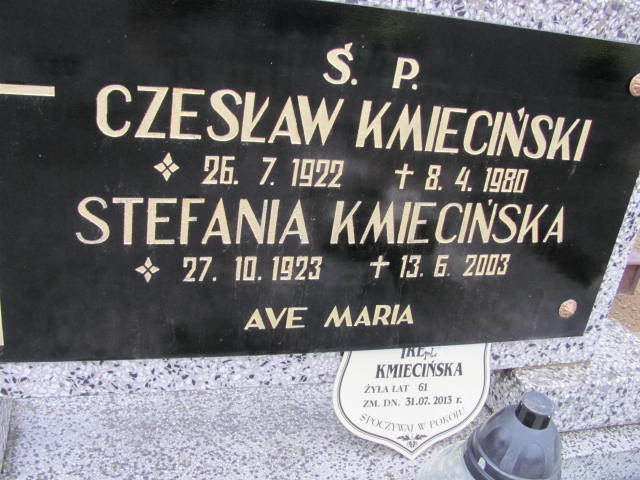 Ś. P.
CZESŁAW KMIECIŃSKI
26. 7. 1922 † 8. 4. 1980
STEFANIA KMIECIŃSKA
27. 10. 1923 † 13. 6. 2003
AVE MARIA
KMIECIŃSKA
ŻYŁA LAT 61
ZM. DN. 31.07.2013 r.
SPOCZYWAJ W POKOJU